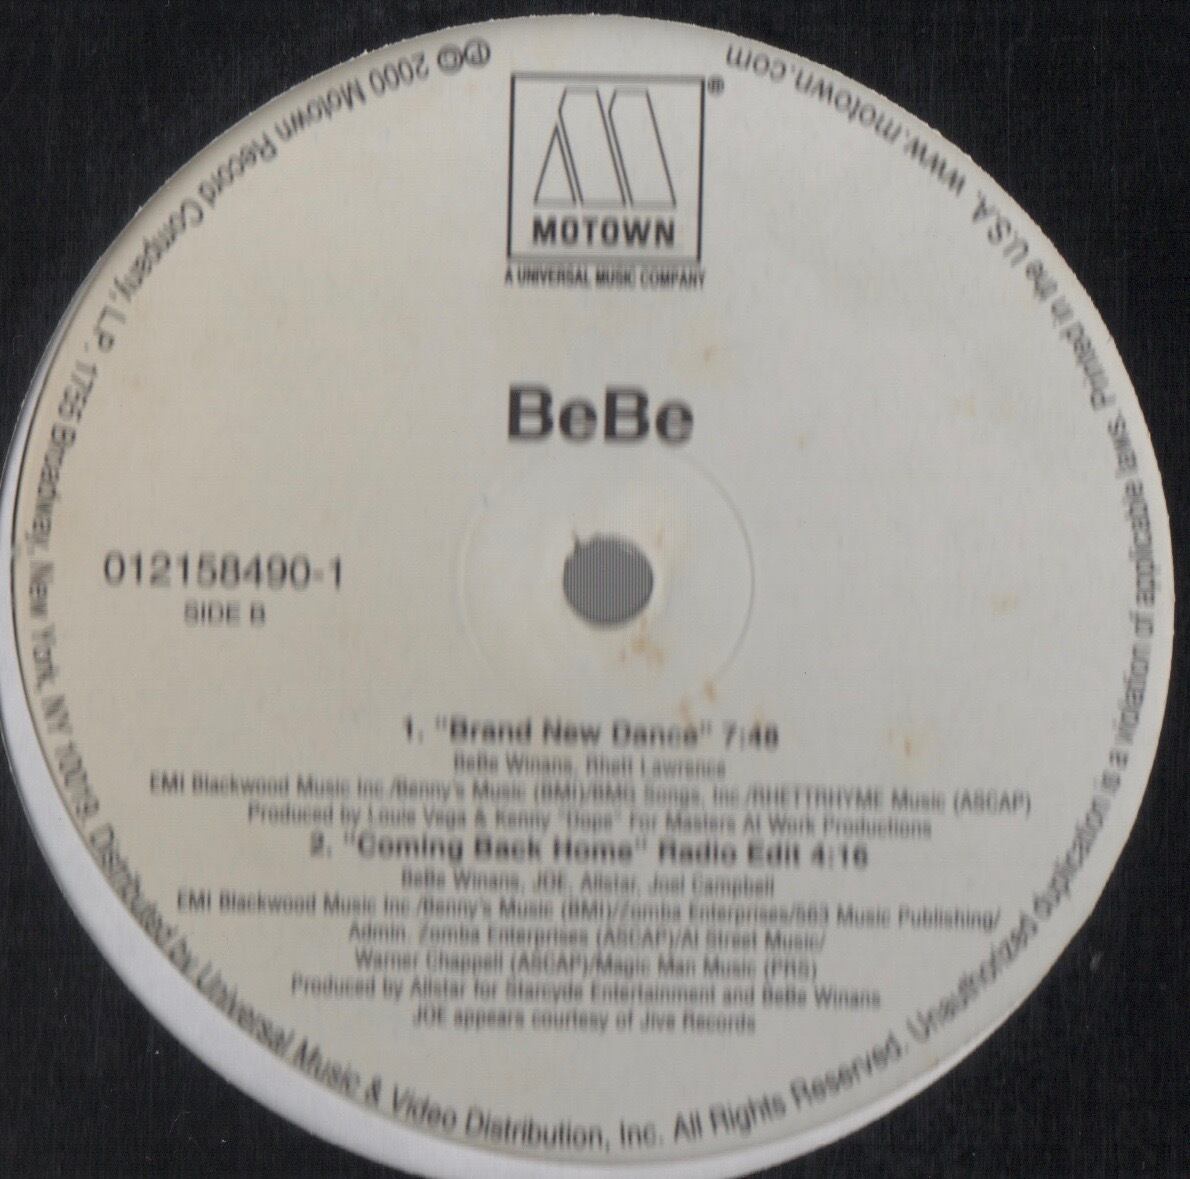 MOTOWN
®
A UNIVERSAL MUSIC COMPANY
BeBe
012158490-1
SIDE B
1. "Brand New Dance" 7:48
BeBe Winans, Rhett Lawrence
EMI Blackwood Music Inc./Benny's Music (BMI)/BMG Songs, Inc./RHETTRHYME Music (ASCAP)
Produced by Louie Vega & Kenny "Dope" For Masters At Work Productions
2. "Coming Back Home" Radio Edit 4:16
BeBe Winans, JOE, Allstar, Joel Campbell
EMI Blackwood Music Inc./Benny's Music (BMI)/Zomba Enterprises/563 Music Publishing/
Admin. Zomba Enterprises (ASCAP)/Al Street Music/
Warner Chappell (ASCAP)/Magic Man Music (PRS)
Produced by Allstar for Starcyde Entertainment and BeBe Winans
JOE appears courtesy of Jive Records
℗© 2000 Motown Record Company, L.P. 1755 Broadway, New York, NY 10019. Distributed by Universal Music & Video Distribution, Inc. All Rights Reserved. Unauthorized duplication is a violation of applicable laws. Printed in the U.S.A. www.motown.com